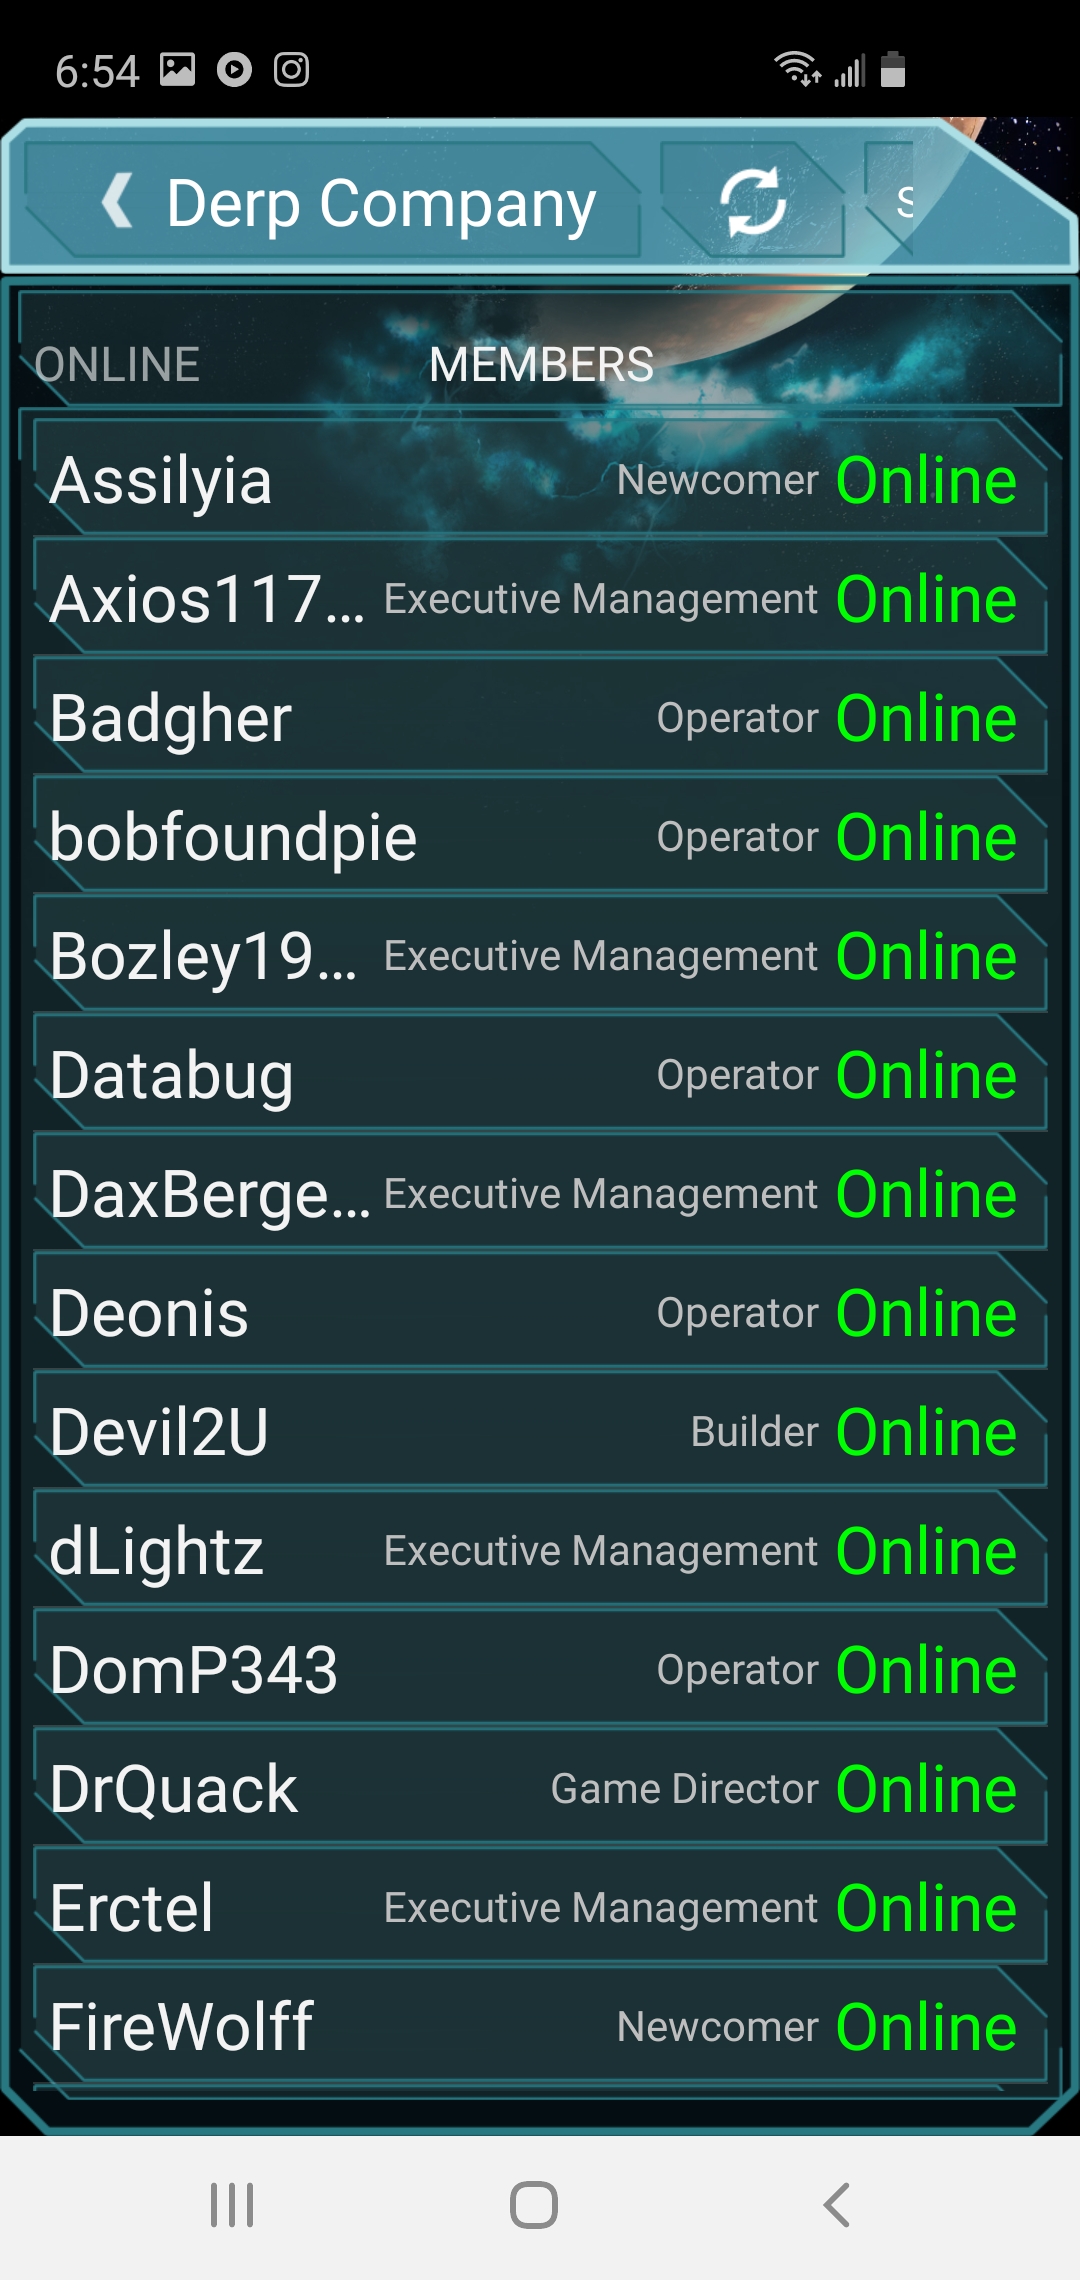 6:54
Derp Company
S
ONLINE MEMBERS
Assilyia Newcomer Online
Axios117... Executive Management Online
Badgher Operator Online
bobfoundpie Operator Online
Bozley19... Executive Management Online
Databug Operator Online
DaxBerge... Executive Management Online
Deonis Operator Online
Devil2U Builder Online
dLightz Executive Management Online
DomP343 Operator Online
DrQuack Game Director Online
Erctel Executive Management Online
FireWolff Newcomer Online